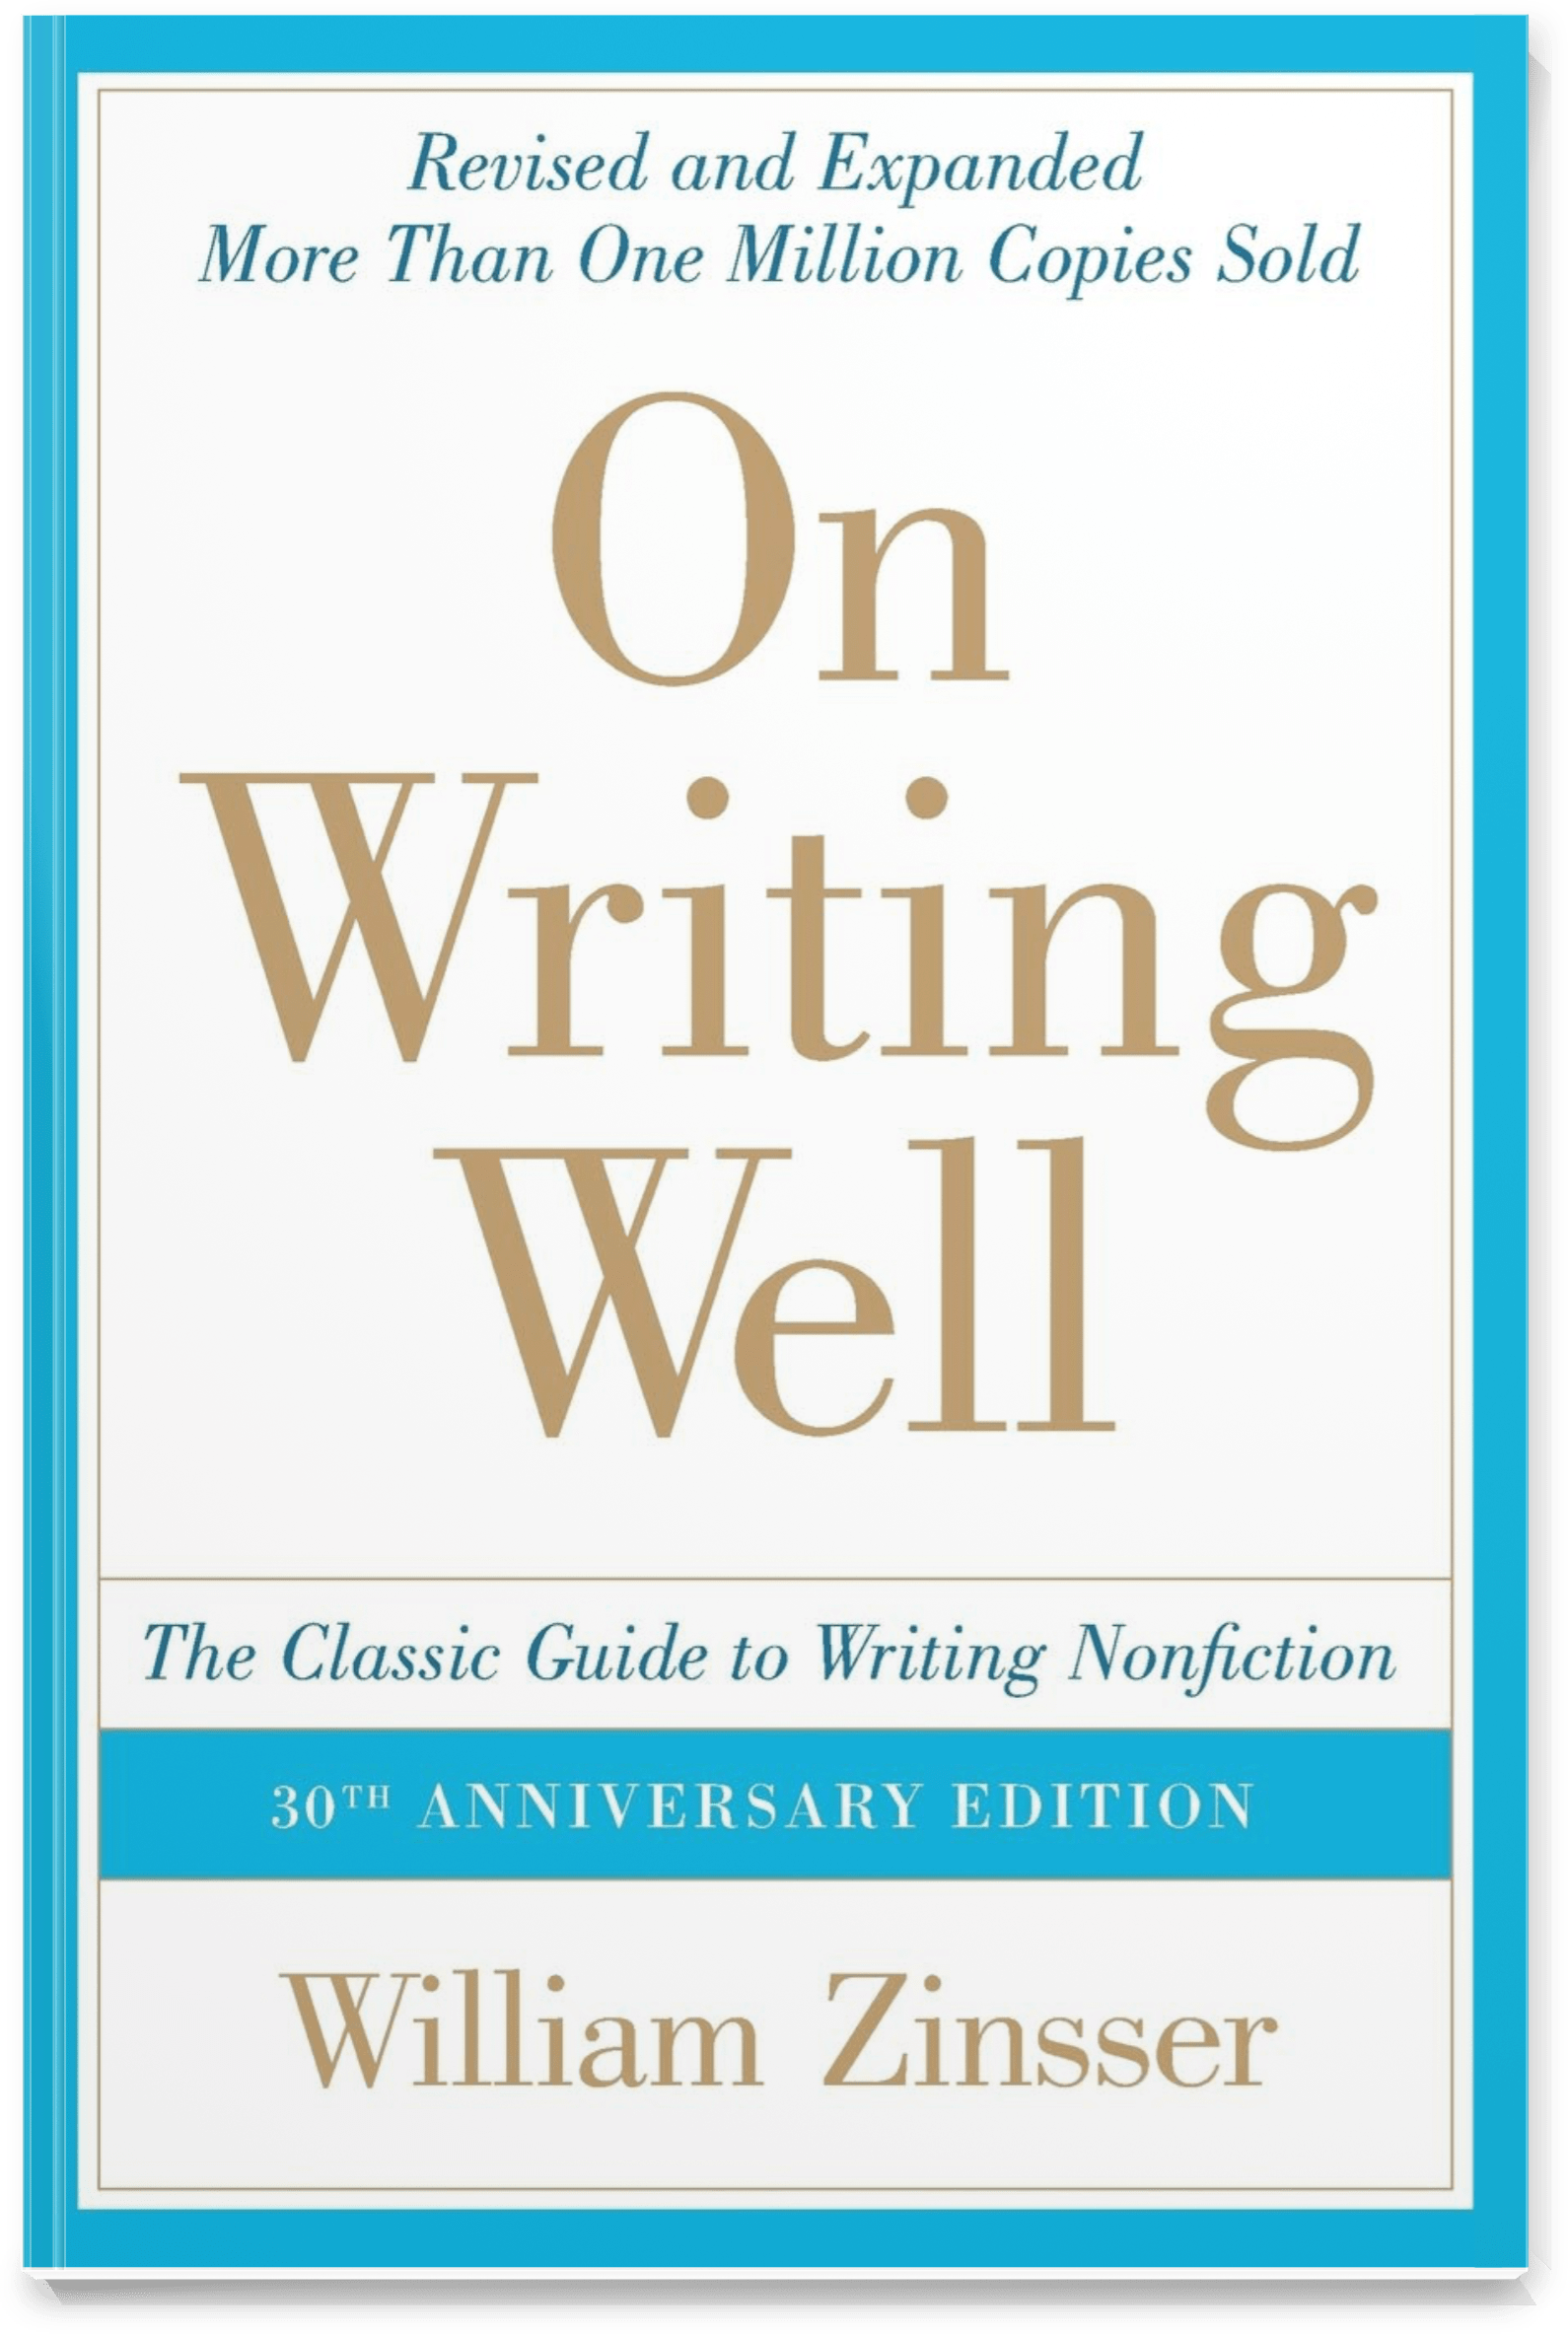 Revised and Expanded
More Than One Million Copies Sold
On
Writing
Well
The Classic Guide to Writing Nonfiction
30TH ANNIVERSARY EDITION
William Zinsser